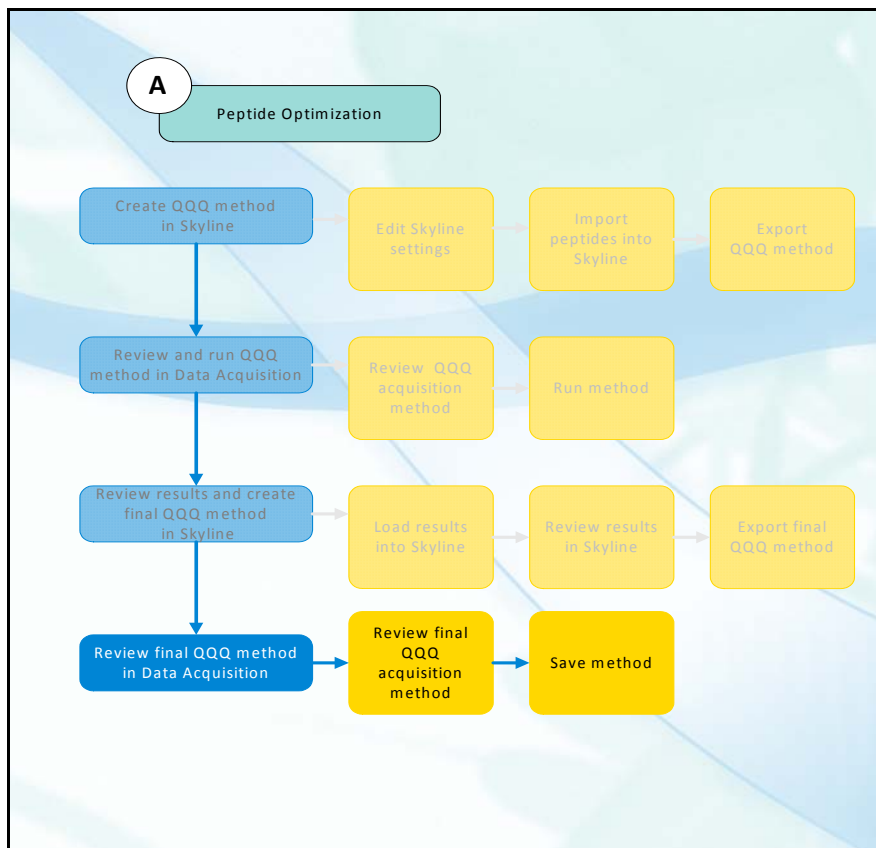 A
Peptide Optimization
Create QQQ method
in Skyline
Edit Skyline
settings
Import
peptides into
Skyline
Export
QQQ method
Review and run QQQ
method in Data Acquisition
Review QQQ
acquisition
method
Run method
Review results and create
final QQQ method
in Skyline
Load results
into Skyline
Review results
in Skyline
Export final
QQQ method
Review final QQQ method
in Data Acquisition
Review final
QQQ
acquisition
method
Save method